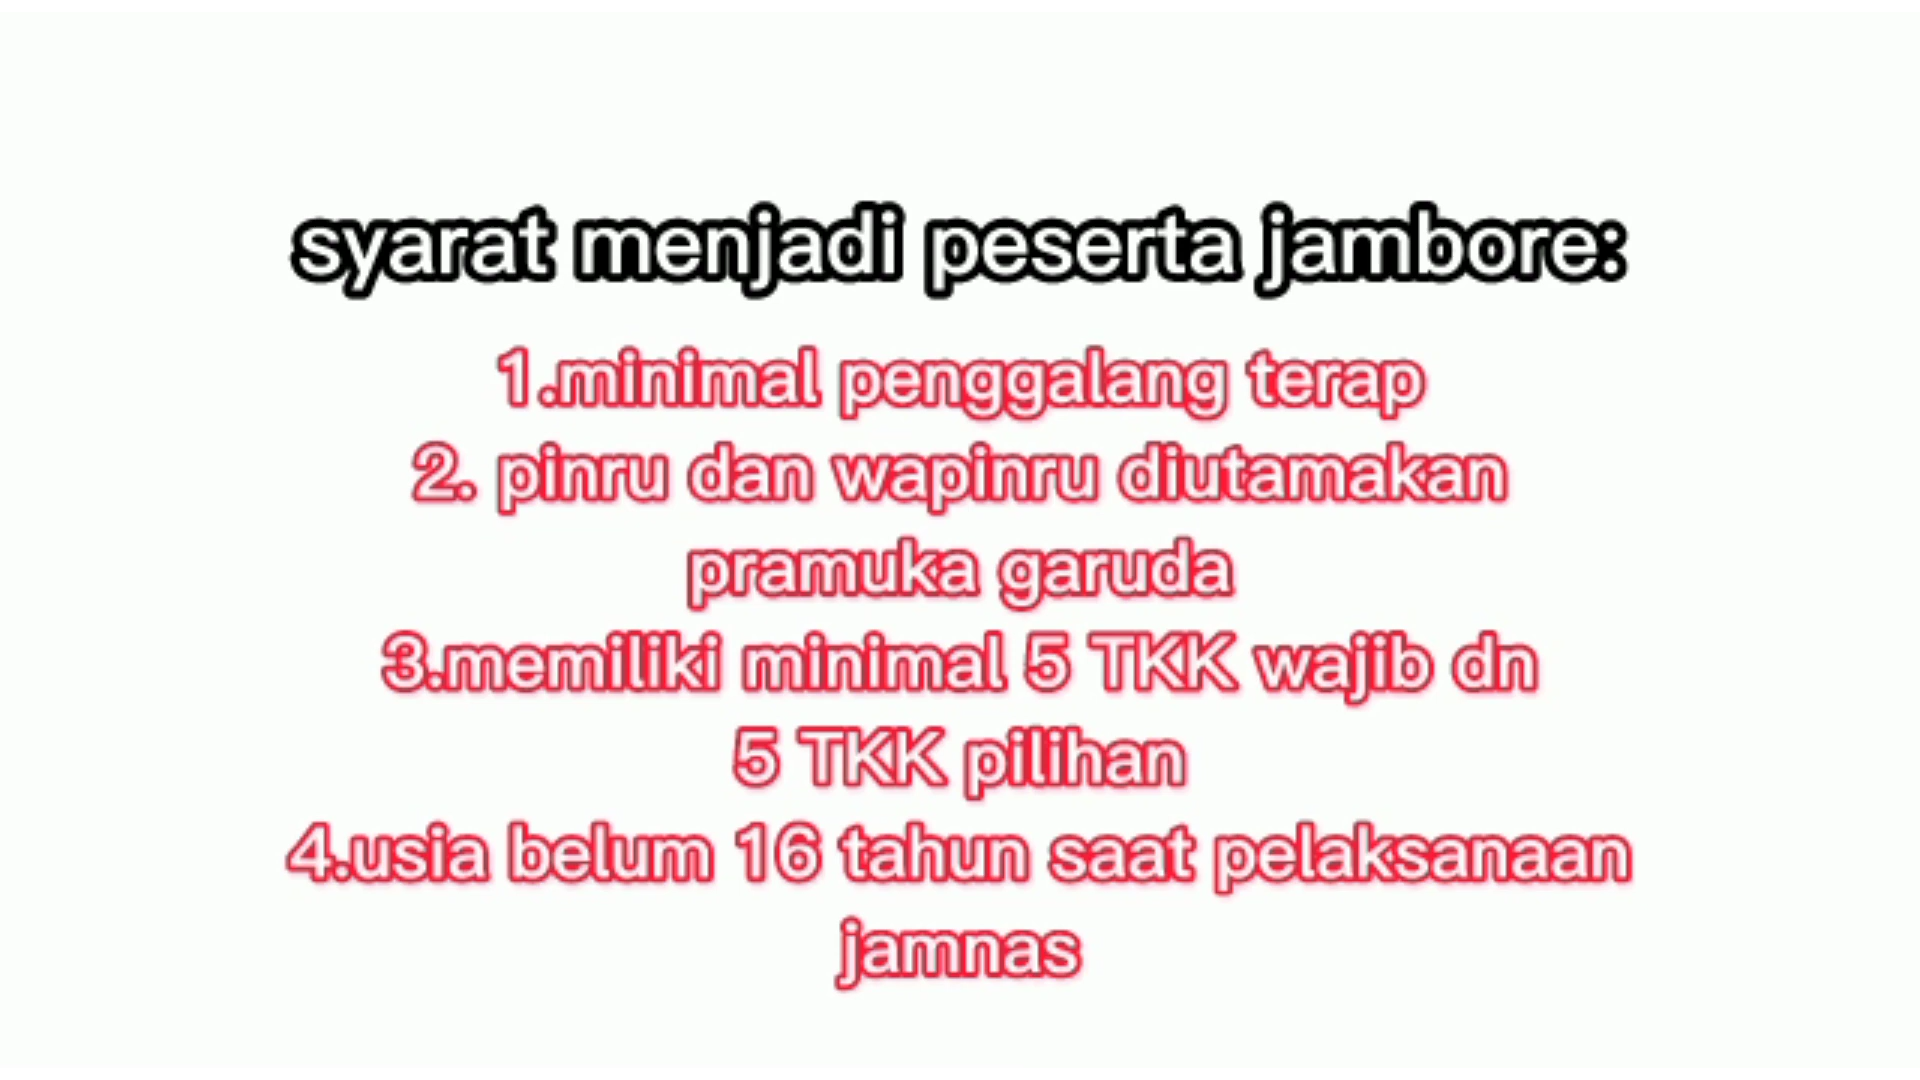 syarat menjadi peserta jambore:
1.minimal penggalang terap
2. pinru dan wapinru diutamakan
pramuka garuda
3.memiliki minimal 5 TKK wajib dn
5 TKK pilihan
4.usia belum 16 tahun saat pelaksanaan
jamnas